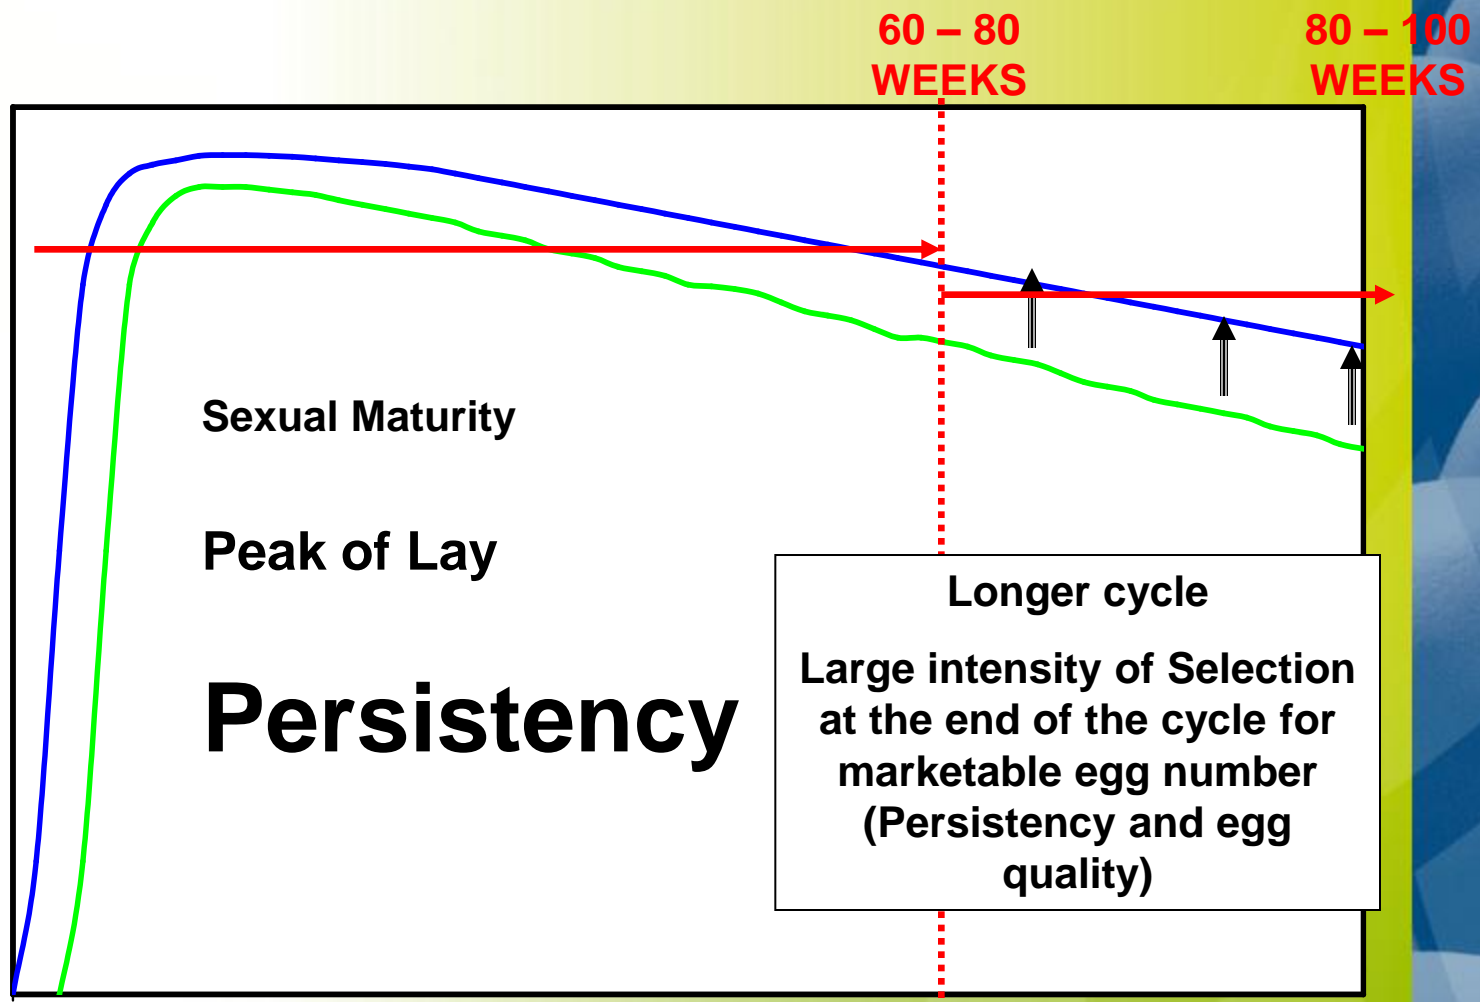 60 – 80
WEEKS
80 – 100
WEEKS
Sexual Maturity
Peak of Lay
Persistency
Longer cycle
Large intensity of Selection
at the end of the cycle for
marketable egg number
(Persistency and egg
quality)